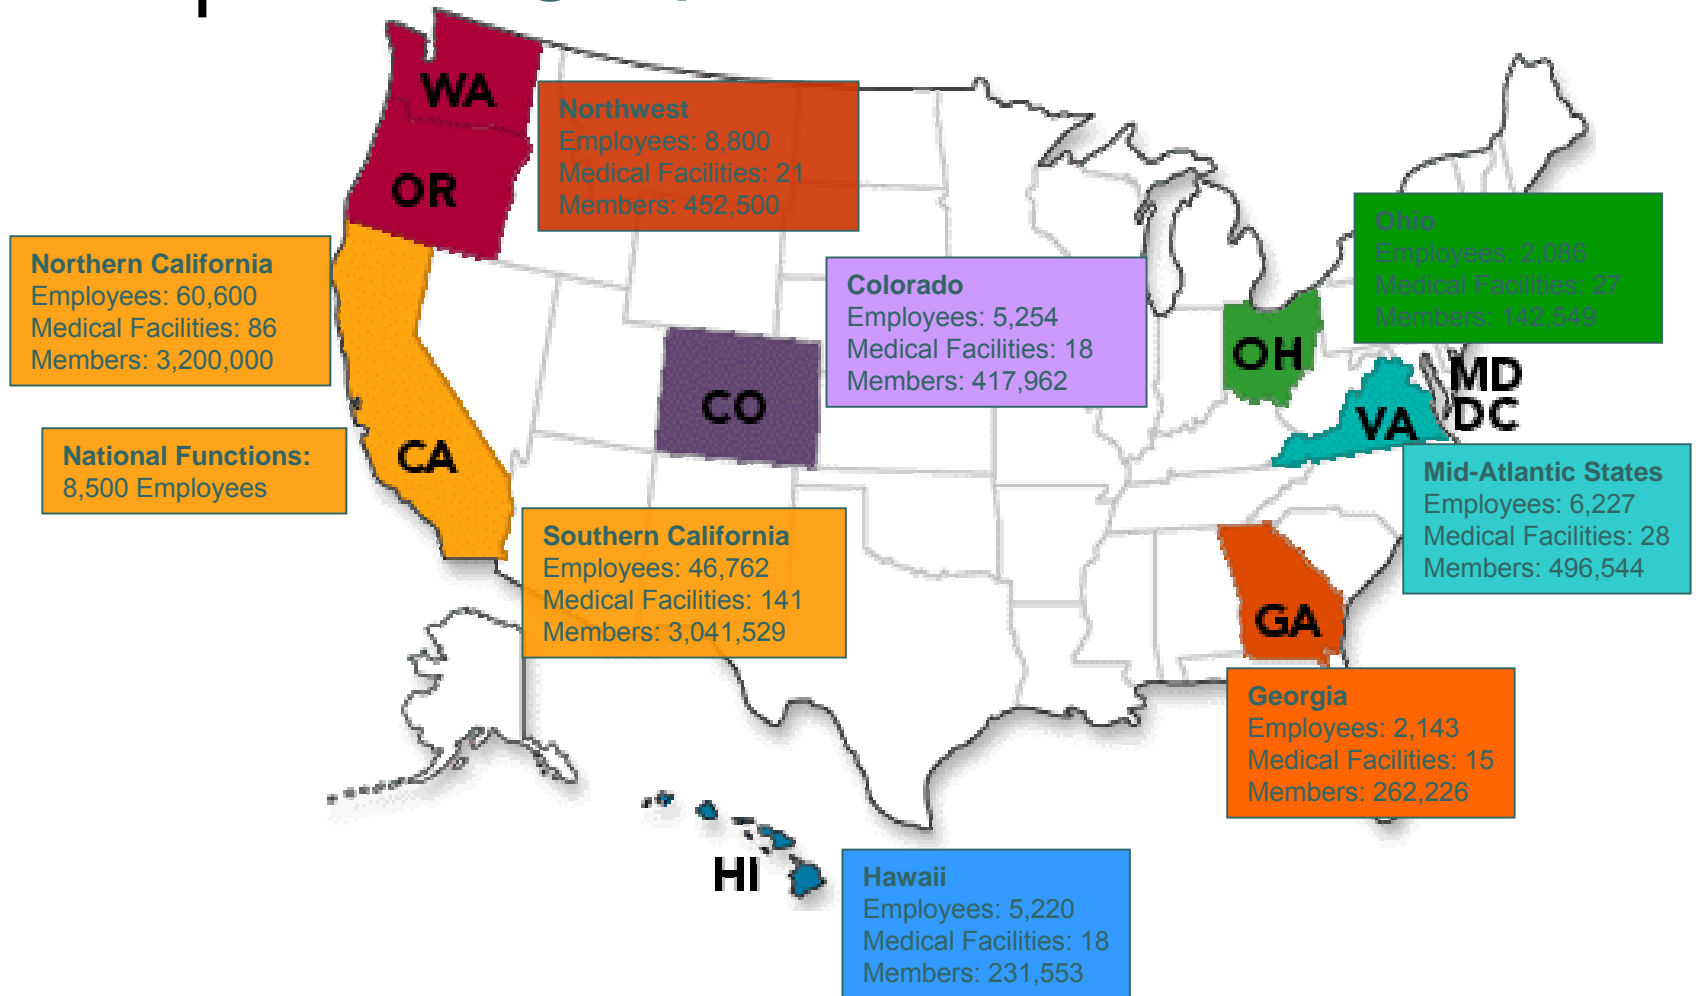 WA
OR
Northwest
Employees: 8,800
Medical Facilities: 21
Members: 452,500
Northern California
Employees: 60,600
Medical Facilities: 86
Members: 3,200,000
National Functions:
8,500 Employees
CA
Southern California
Employees: 46,762
Medical Facilities: 141
Members: 3,041,529
CO
Colorado
Employees: 5,254
Medical Facilities: 18
Members: 417,962
Ohio
Employees: 2,086
Medical Facilities: 27
Members: 142,549
OH
MD
DC
VA
Mid-Atlantic States
Employees: 6,227
Medical Facilities: 28
Members: 496,544
GA
Georgia
Employees: 2,143
Medical Facilities: 15
Members: 262,226
HI
Hawaii
Employees: 5,220
Medical Facilities: 18
Members: 231,553